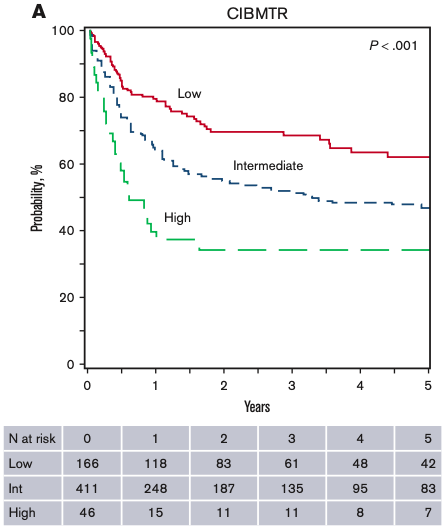 A
CIBMTR
P < .001
Low
Intermediate
High
Probability, %
100
80
60
40
20
0
0 1 2 3 4 5
Years
N at risk 0 1 2 3 4 5
Low 166 118 83 61 48 42
Int 411 248 187 135 95 83
High 46 15 11 11 8 7